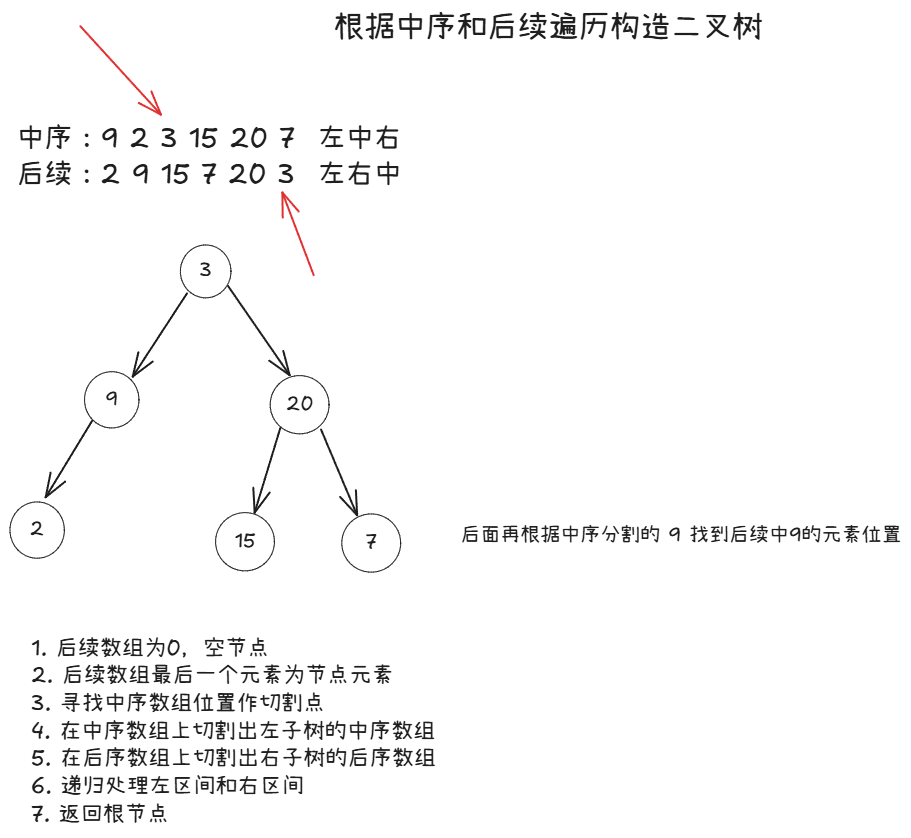 根据中序和后续遍历构造二叉树
中序：9 2 3 15 20 7 左中右
后续：2 9 15 7 20 3 左右中
3
9
20
2
15
7
后面再根据中序分割的 9 找到后续中9的元素位置
1. 后续数组为0，空节点
2. 后续数组最后一个元素为节点元素
3. 寻找中序数组位置作切割点
4. 在中序数组上切割出左子树的中序数组
5. 在后序数组上切割出右子树的后序数组
6. 递归处理左区间和右区间
7. 返回根节点